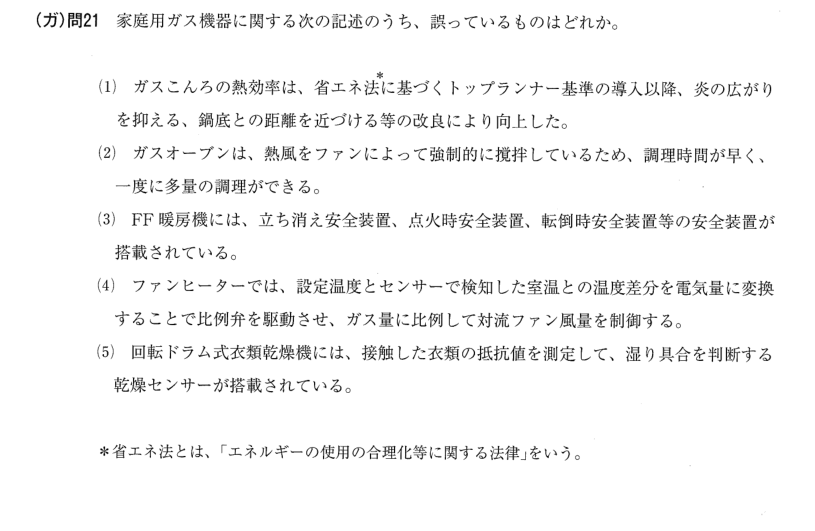 (ガ)問21 家庭用ガス機器に関する次の記述のうち、誤っているものはどれか。
(1) ガスこんろの熱効率は、省エネ法*に基づくトップランナー基準の導入以降、炎の広がり
を抑える、鍋底との距離を近づける等の改良により向上した。
(2) ガスオーブンは、熱風をファンによって強制的に撹拌しているため、調理時間が早く、
一度に多量の調理ができる。
(3) FF暖房機には、立ち消え安全装置、点火時安全装置、転倒時安全装置等の安全装置が
搭載されている。
(4) ファンヒーターでは、設定温度とセンサーで検知した室温との温度差分を電気量に変換
することで比例弁を駆動させ、ガス量に比例して対流ファン風量を制御する。
(5) 回転ドラム式衣類乾燥機には、接触した衣類の抵抗値を測定して、湿り具合を判断する
乾燥センサーが搭載されている。
*省エネ法とは、「エネルギーの使用の合理化等に関する法律」をいう。